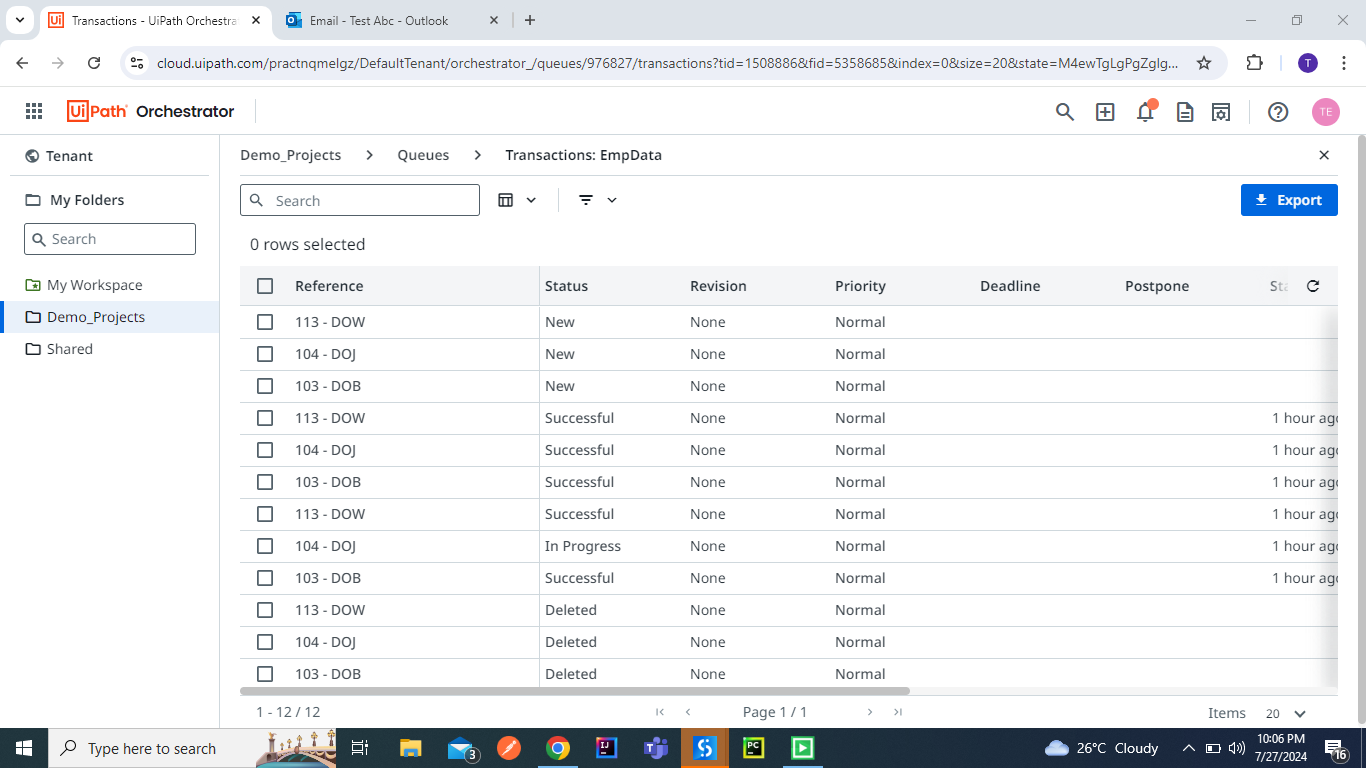 Transactions - UiPath Orchestra
Email - Test Abc - Outlook
cloud.uipath.com/practnqmelgz/DefaultTenant/orchestrator_/queues/976827/transactions?tid=1508886&fid=5358685&index=0&size=20&state=M4ewTgLgPgZglg...
T
UiPath Orchestrator
TE
Tenant
My Folders
Search
My Workspace
Demo_Projects
Shared
Demo_Projects > Queues > Transactions: EmpData
Search
Export
0 rows selected
Reference Status Revision Priority Deadline Postpone Sta
113 - DOW New None Normal
104 - DOJ New None Normal
103 - DOB New None Normal
113 - DOW Successful None Normal 1 hour ago
104 - DOJ Successful None Normal 1 hour ago
103 - DOB Successful None Normal 1 hour ago
113 - DOW Successful None Normal 1 hour ago
104 - DOJ In Progress None Normal 1 hour ago
103 - DOB Successful None Normal 1 hour ago
113 - DOW Deleted None Normal
104 - DOJ Deleted None Normal
103 - DOB Deleted None Normal
1 - 12 / 12 Page 1 / 1 Items 20
Type here to search
3
PC
26°C Cloudy
10:06 PM
7/27/2024
16